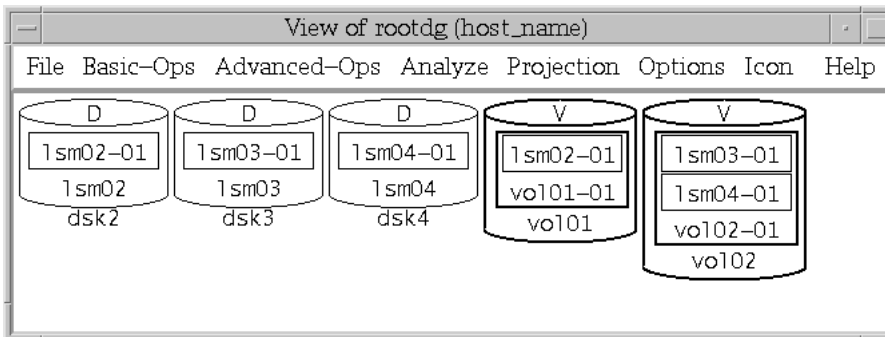 View of rootdg (host_name)
File Basic-Ops Advanced-Ops Analyze Projection Options Icon Help
D
lsm02-01
lsm02
dsk2
D
lsm03-01
lsm03
dsk3
D
lsm04-01
lsm04
dsk4
V
lsm02-01
vol01-01
vol01
V
lsm03-01
lsm04-01
vol02-01
vol02